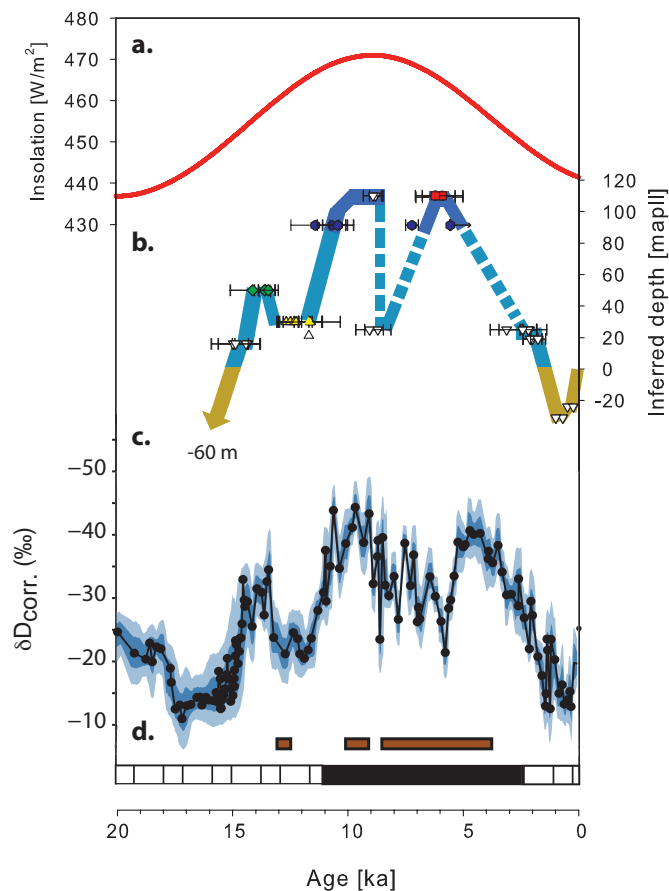 a.
Insolation [W/m²]
480
470
460
450
440
430
b.
Inferred depth [mapll]
120
100
80
60
40
20
0
-20
-60 m
c.
δDcorr. (‰)
–50
–40
–30
–20
–10
d.
20 15 10 5 0
Age [ka]